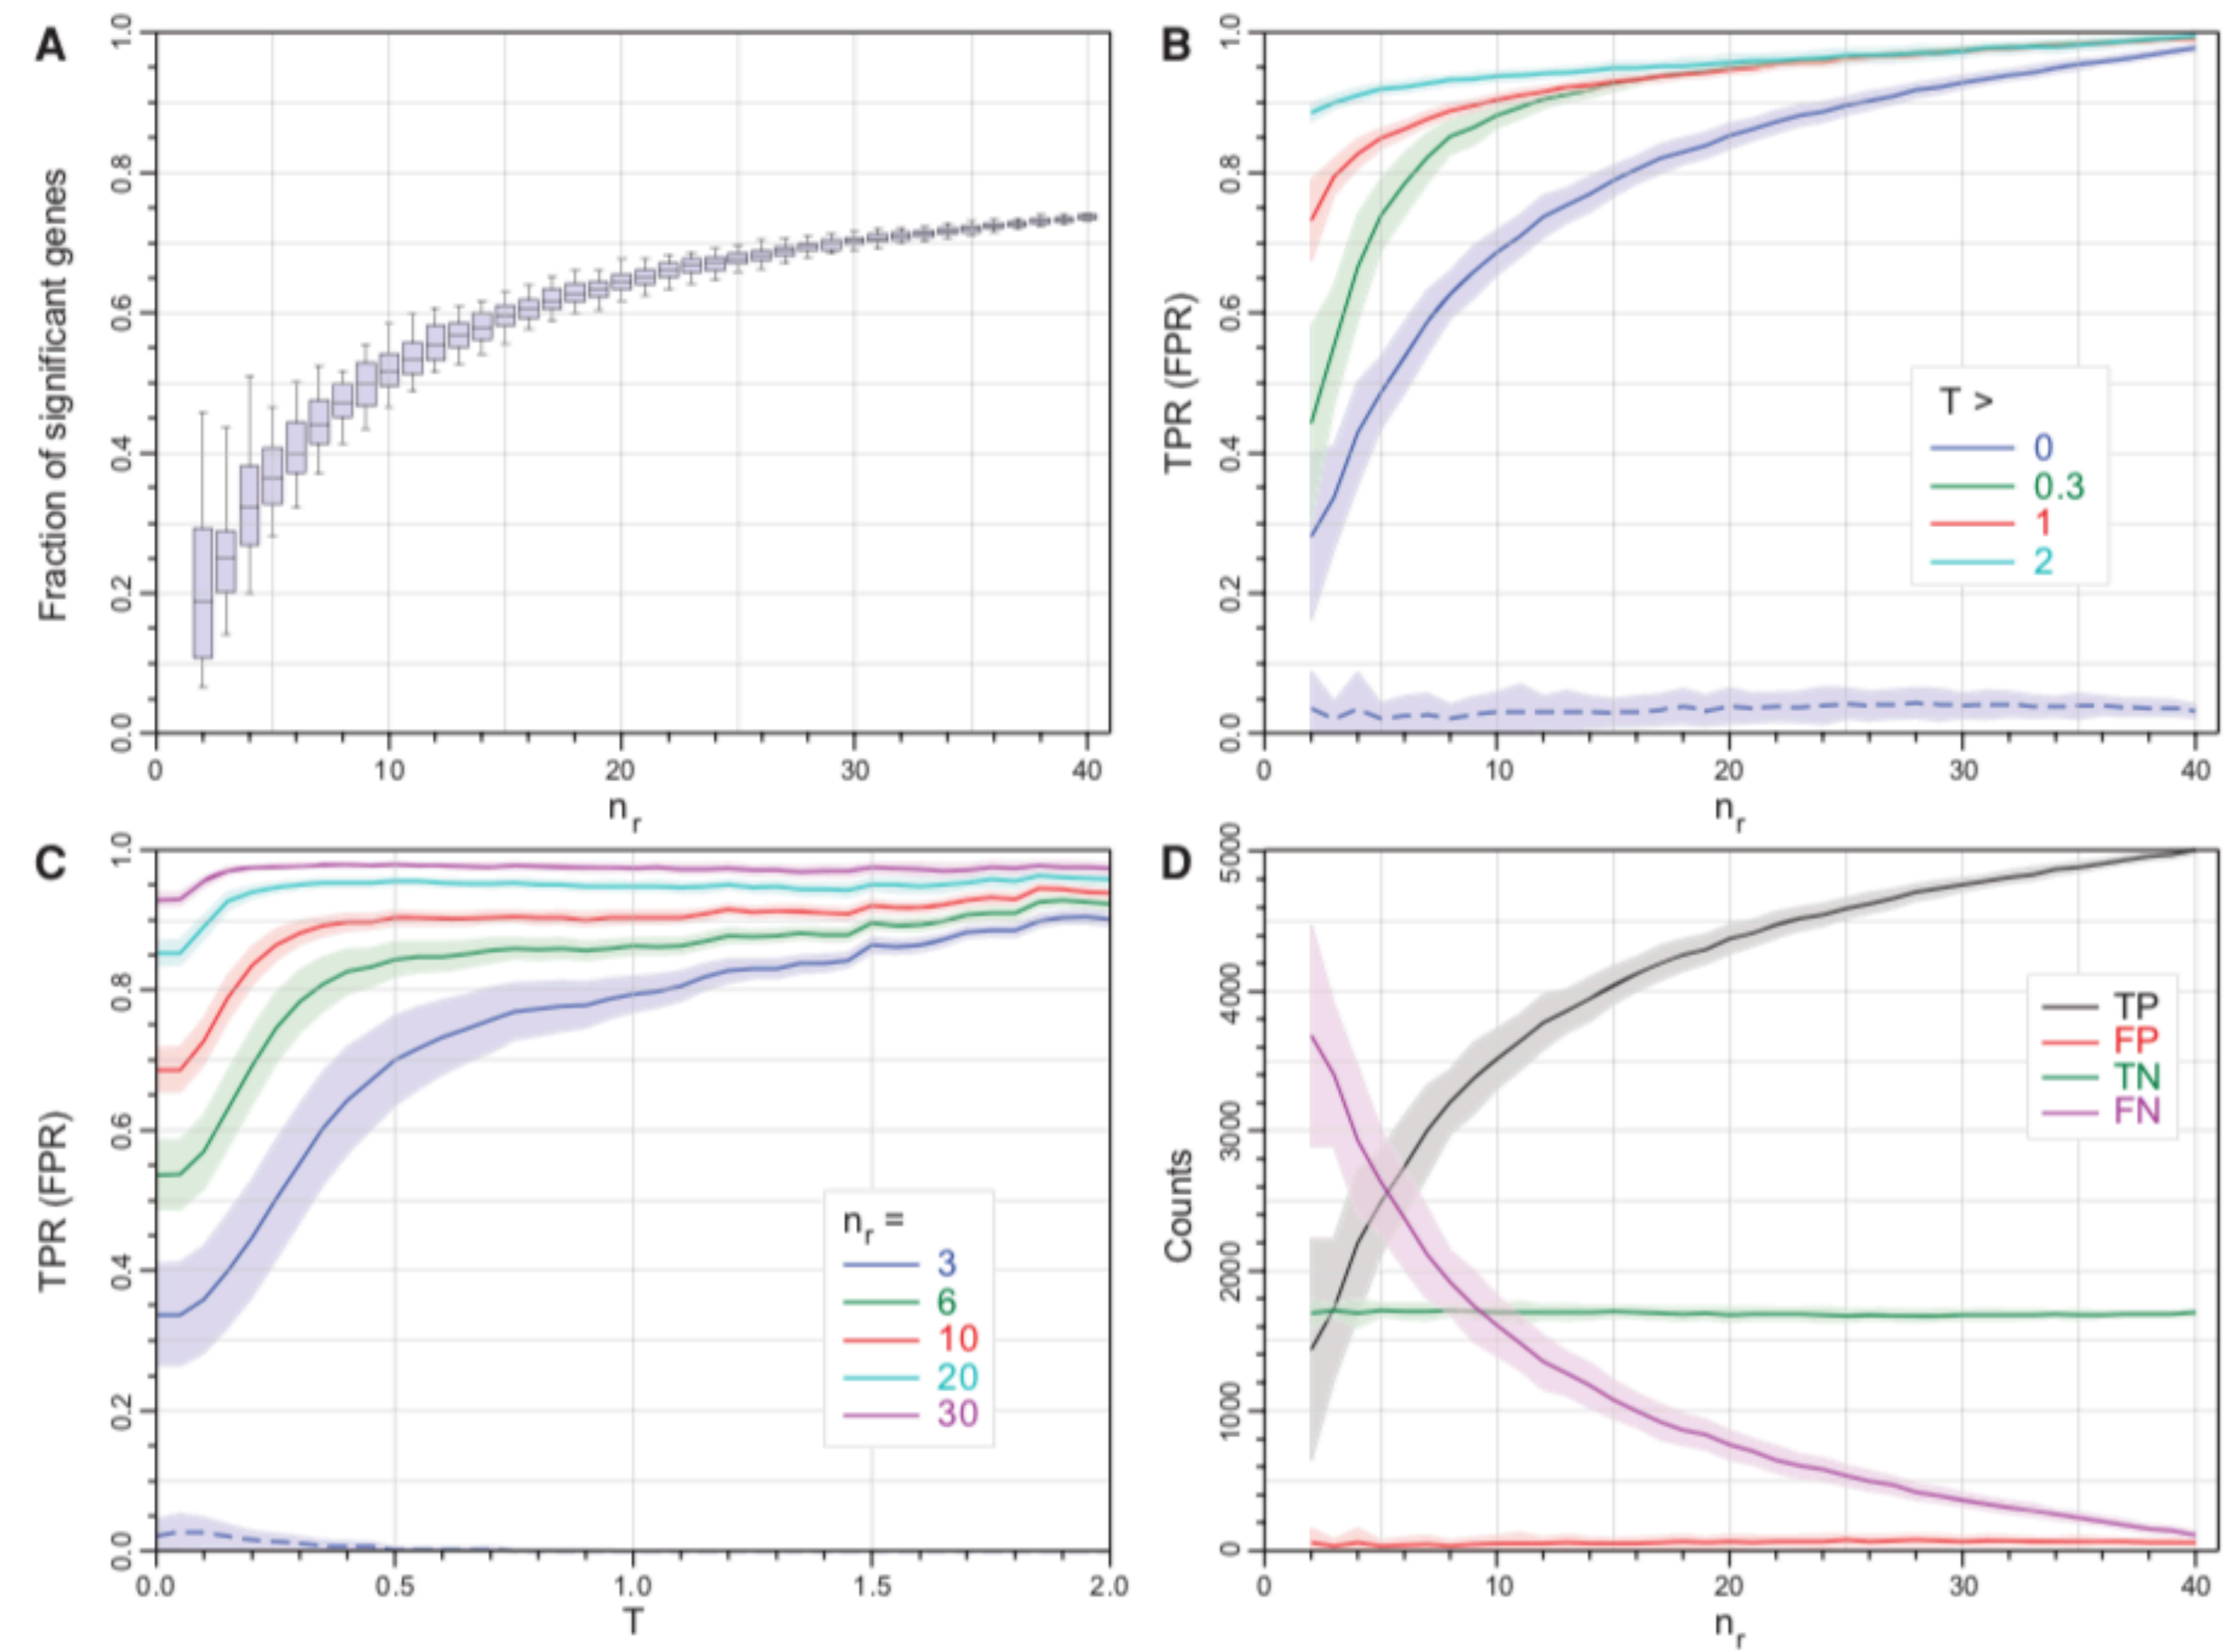 A
Fraction of significant genes
0.0 0.2 0.4 0.6 0.8 1.0
0 10 20 30 40
n_r
B
TPR (FPR)
0.0 0.2 0.4 0.6 0.8 1.0
T >
0
0.3
1
2
0 10 20 30 40
n_r
C
TPR (FPR)
0.0 0.2 0.4 0.6 0.8 1.0
n_r =
3
6
10
20
30
0.0 0.5 1.0 1.5 2.0
T
D
Counts
0 1000 2000 3000 4000 5000
TP
FP
TN
FN
0 10 20 30 40
n_r